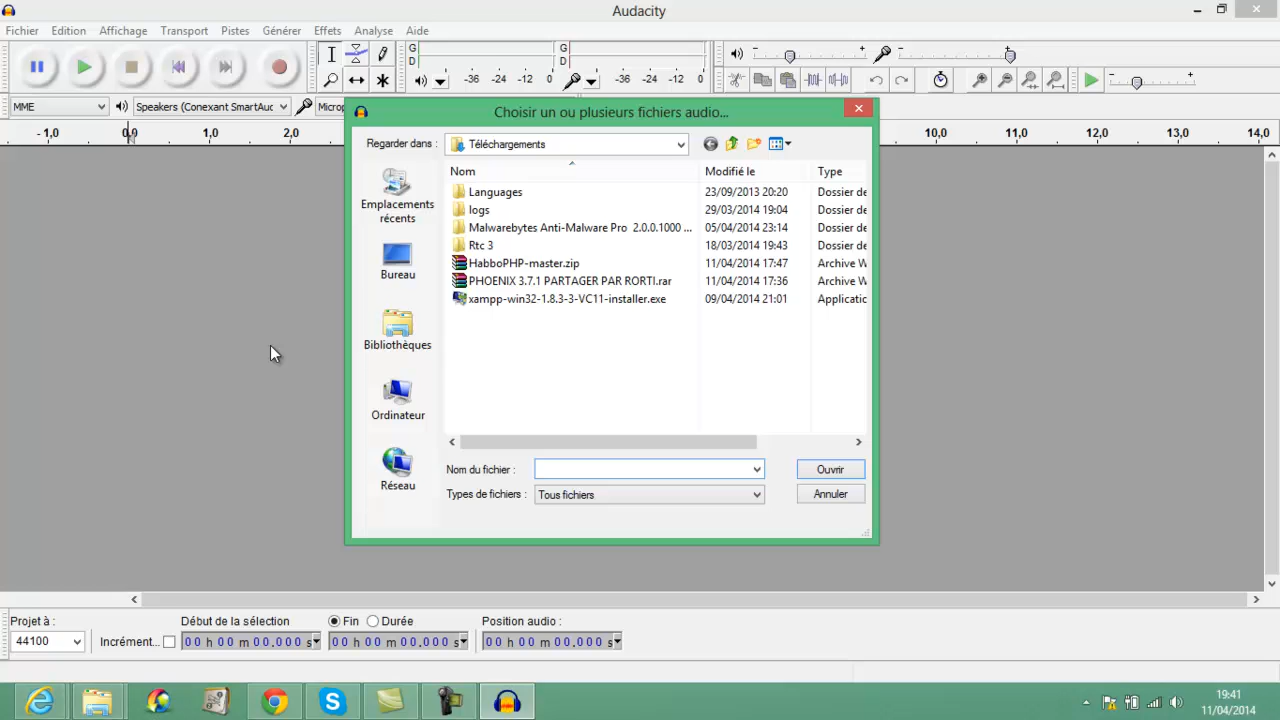 Audacity
Fichier Edition Affichage Transport Pistes Générer Effets Analyse Aide
G
D
-36 -24 -12 0
G
D
-36 -24 -12 0
MME
Speakers (Conexant SmartAuc
Microp
-1,0 0,0 1,0 2,0 10,0 11,0 12,0 13,0 14,0
Choisir un ou plusieurs fichiers audio...
Regarder dans : Téléchargements
Nom Modifié le Type
Languages 23/09/2013 20:20 Dossier de
logs 29/03/2014 19:04 Dossier de
Malwarebytes Anti-Malware Pro 2.0.0.1000 ... 05/04/2014 23:14 Dossier de
Rtc 3 18/03/2014 19:43 Dossier de
HabboPHP-master.zip 11/04/2014 17:47 Archive W
PHOENIX 3.7.1 PARTAGER PAR RORTI.rar 11/04/2014 17:36 Archive W
xampp-win32-1.8.3-3-VC11-installer.exe 09/04/2014 21:01 Applicatio
Emplacements
récents
Bureau
Bibliothèques
Ordinateur
Réseau
Nom du fichier : Ouvrir
Types de fichiers : Tous fichiers Annuler
Projet à : Début de la sélection Fin Durée Position audio :
44100 Incrément... 00 h 00 m 00.000 s 00 h 00 m 00.000 s 00 h 00 m 00.000 s
19:41
11/04/2014